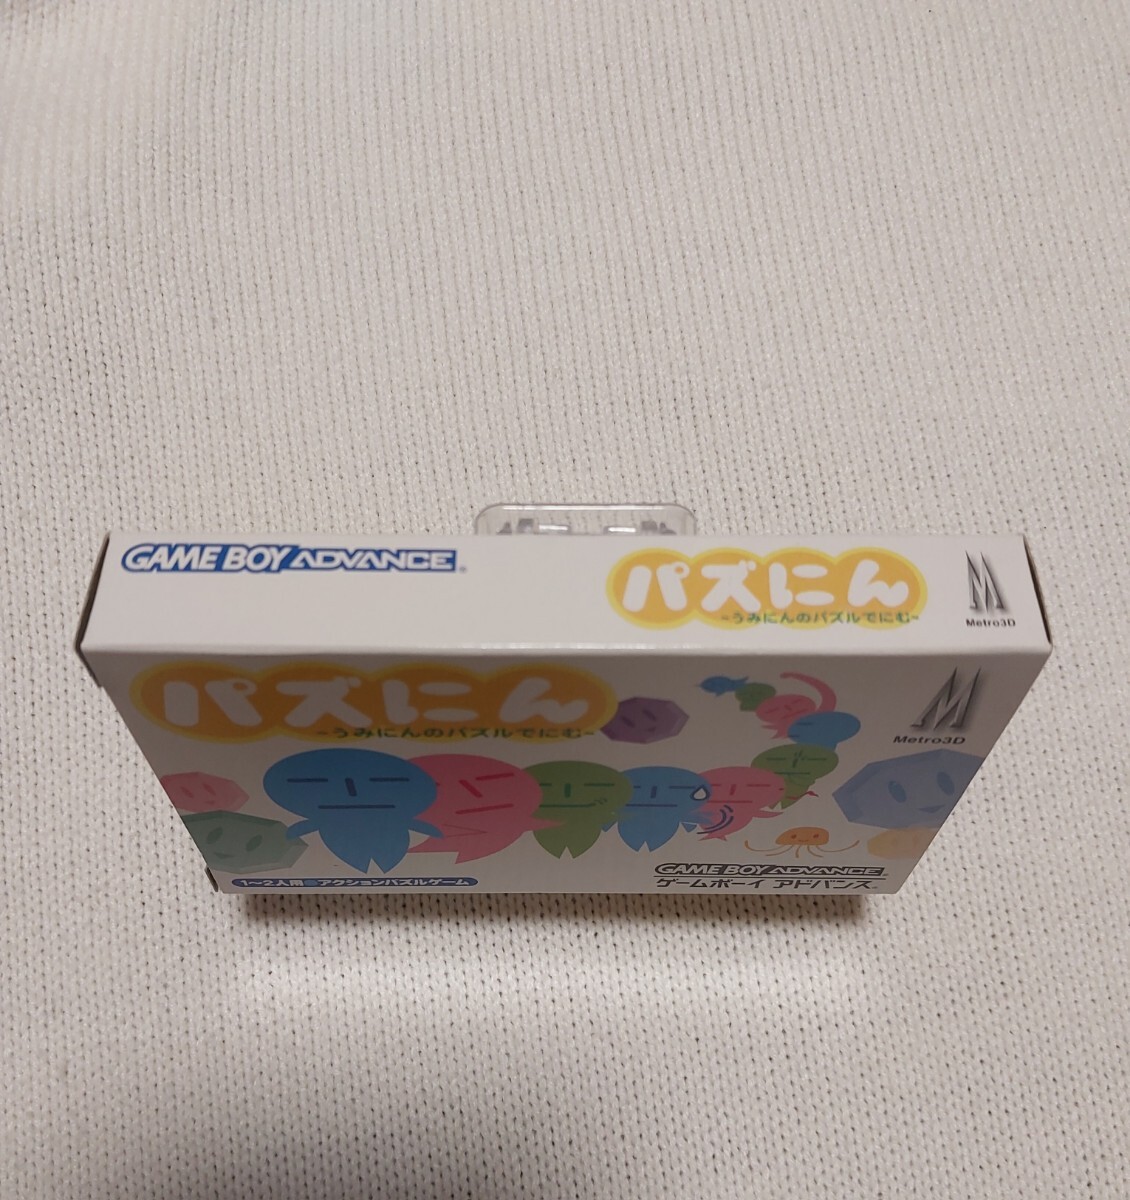 GAME BOY ADVANCE
パズにん
-うみにんのパズルでにむ-
Metro3D
パズにん
-うみにんのパズルでにむ-
Metro3D
1〜2人用 アクションパズルゲーム
GAME BOY ADVANCE
ゲームボーイ アドバンス